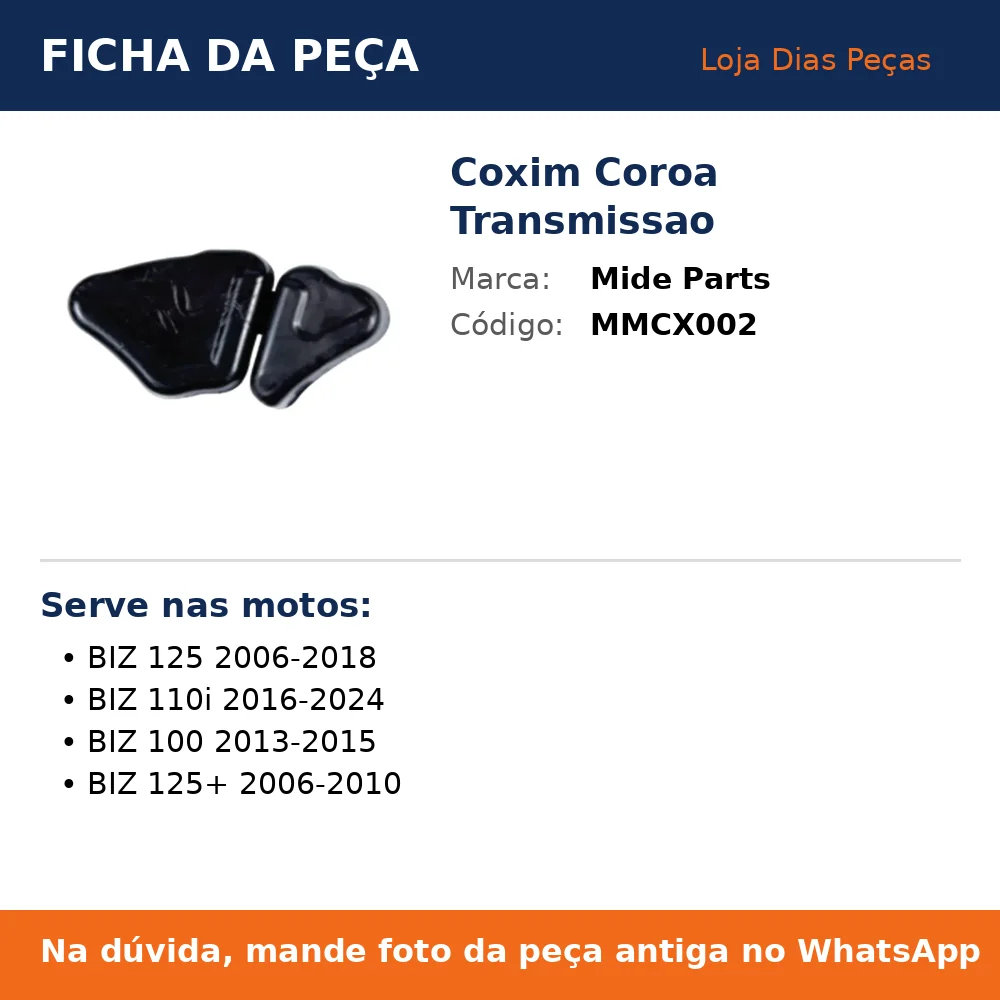 FICHA DA PEÇA
Loja Dias Peças
Coxim Coroa
Transmissao
Marca: Mide Parts
Código: MMCX002
Serve nas motos:
• BIZ 125 2006-2018
• BIZ 110i 2016-2024
• BIZ 100 2013-2015
• BIZ 125+ 2006-2010
Na dúvida, mande foto da peça antiga no WhatsApp